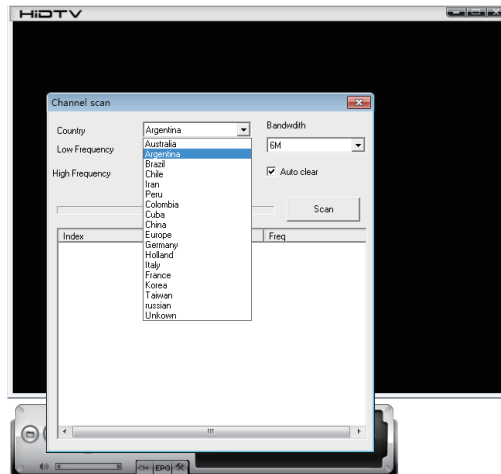 HiDTV
Channel scan
Country
Argentina
Bandwdith
Low Frequency
6M
High Frequency
Auto clear
Australia
Argentina
Brazil
Chile
Iran
Peru
Colombia
Cuba
China
Europe
Germany
Holland
Italy
France
Korea
Taiwan
russian
Unkown
Scan
Index
Freq
CH
EPG